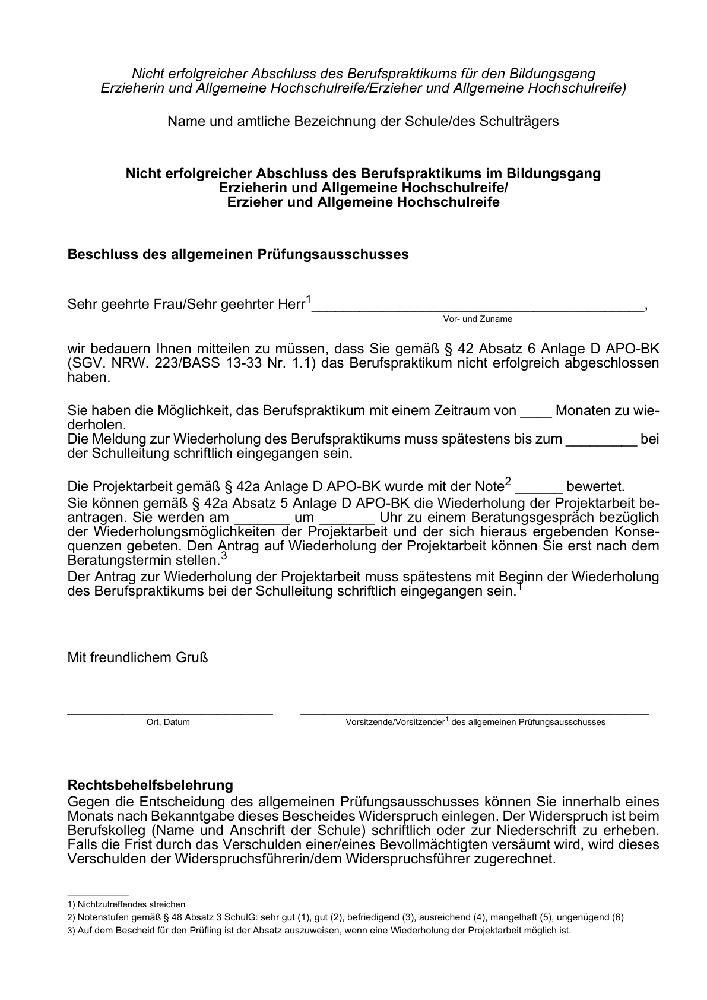 Nicht erfolgreicher Abschluss des Berufspraktikums für den Bildungsgang
Erzieherin und Allgemeine Hochschulreife/Erzieher und Allgemeine Hochschulreife)
Name und amtliche Bezeichnung der Schule/des Schulträgers
Nicht erfolgreicher Abschluss des Berufspraktikums im Bildungsgang
Erzieherin und Allgemeine Hochschulreife/
Erzieher und Allgemeine Hochschulreife
Beschluss des allgemeinen Prüfungsausschusses
Sehr geehrte Frau/Sehr geehrter Herr¹__________________________________________,
Vor- und Zuname
wir bedauern Ihnen mitteilen zu müssen, dass Sie gemäß § 42 Absatz 6 Anlage D APO-BK
(SGV. NRW. 223/BASS 13-33 Nr. 1.1) das Berufspraktikum nicht erfolgreich abgeschlossen
haben.
Sie haben die Möglichkeit, das Berufspraktikum mit einem Zeitraum von ____ Monaten zu wie-
derholen.
Die Meldung zur Wiederholung des Berufspraktikums muss spätestens bis zum _________ bei
der Schulleitung schriftlich eingegangen sein.
Die Projektarbeit gemäß § 42a Anlage D APO-BK wurde mit der Note² ______ bewertet.
Sie können gemäß § 42a Absatz 5 Anlage D APO-BK die Wiederholung der Projektarbeit be-
antragen. Sie werden am _______ um _______ Uhr zu einem Beratungsgespräch bezüglich
der Wiederholungsmöglichkeiten der Projektarbeit und der sich hieraus ergebenden Konse-
quenzen gebeten. Den Antrag auf Wiederholung der Projektarbeit können Sie erst nach dem
Beratungstermin stellen.³
Der Antrag zur Wiederholung der Projektarbeit muss spätestens mit Beginn der Wiederholung
des Berufspraktikums bei der Schulleitung schriftlich eingegangen sein.¹
Mit freundlichem Gruß
__________________________ ____________________________________________
Ort, Datum Vorsitzende/Vorsitzender¹ des allgemeinen Prüfungsausschusses
Rechtsbehelfsbelehrung
Gegen die Entscheidung des allgemeinen Prüfungsausschusses können Sie innerhalb eines
Monats nach Bekanntgabe dieses Bescheides Widerspruch einlegen. Der Widerspruch ist beim
Berufskolleg (Name und Anschrift der Schule) schriftlich oder zur Niederschrift zu erheben.
Falls die Frist durch das Verschulden einer/eines Bevollmächtigten versäumt wird, wird dieses
Verschulden der Widerspruchsführerin/dem Widerspruchsführer zugerechnet.
1) Nichtzutreffendes streichen
2) Notenstufen gemäß § 48 Absatz 3 SchulG: sehr gut (1), gut (2), befriedigend (3), ausreichend (4), mangelhaft (5), ungenügend (6)
3) Auf dem Bescheid für den Prüfling ist der Absatz auszuweisen, wenn eine Wiederholung der Projektarbeit möglich ist.